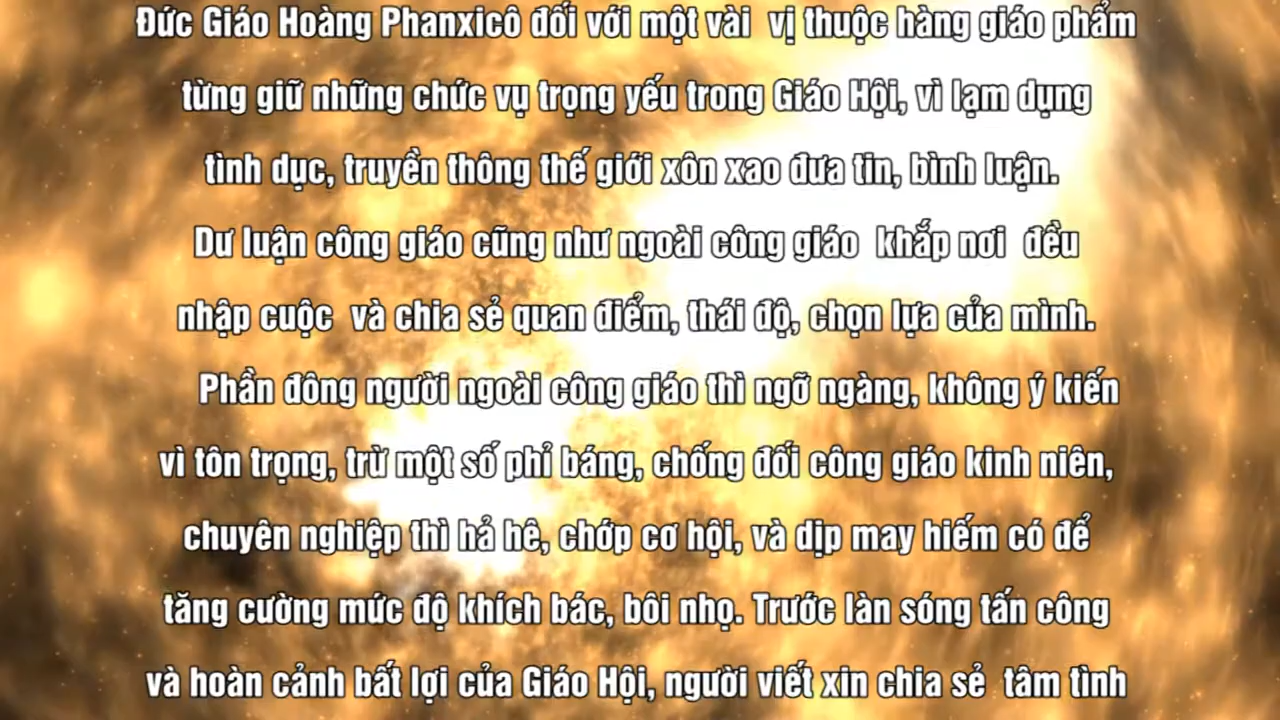 Đức Giáo Hoàng Phanxicô đối với một vài vị thuộc hàng giáo phẩm
từng giữ những chức vụ trọng yếu trong Giáo Hội, vì lạm dụng
tình dục, truyền thông thế giới xôn xao đưa tin, bình luận.
Dư luận công giáo cũng như ngoài công giáo khắp nơi đều
nhập cuộc và chia sẻ quan điểm, thái độ, chọn lựa của mình.
Phần đông người ngoài công giáo thì ngỡ ngàng, không ý kiến
vì tôn trọng, trừ một số phỉ báng, chống đối công giáo kinh niên,
chuyên nghiệp thì hả hê, chớp cơ hội, và dịp may hiếm có để
tăng cường mức độ khích bác, bôi nhọ. Trước làn sóng tấn công
và hoàn cảnh bất lợi của Giáo Hội, người viết xin chia sẻ tâm tình